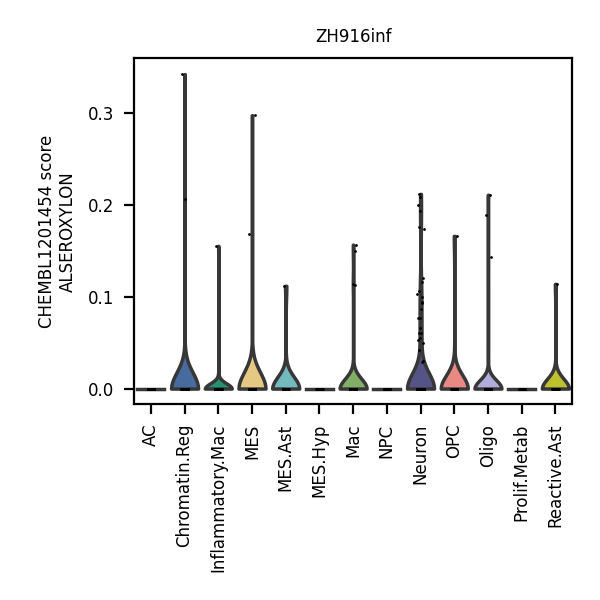 ZH916inf
CHEMBL1201454 score
ALSEROXYLON
0.3
0.2
0.1
0.0
AC
Chromatin.Reg
Inflammatory.Mac
MES
MES.Ast
MES.Hyp
Mac
NPC
Neuron
OPC
Oligo
Prolif.Metab
Reactive.Ast